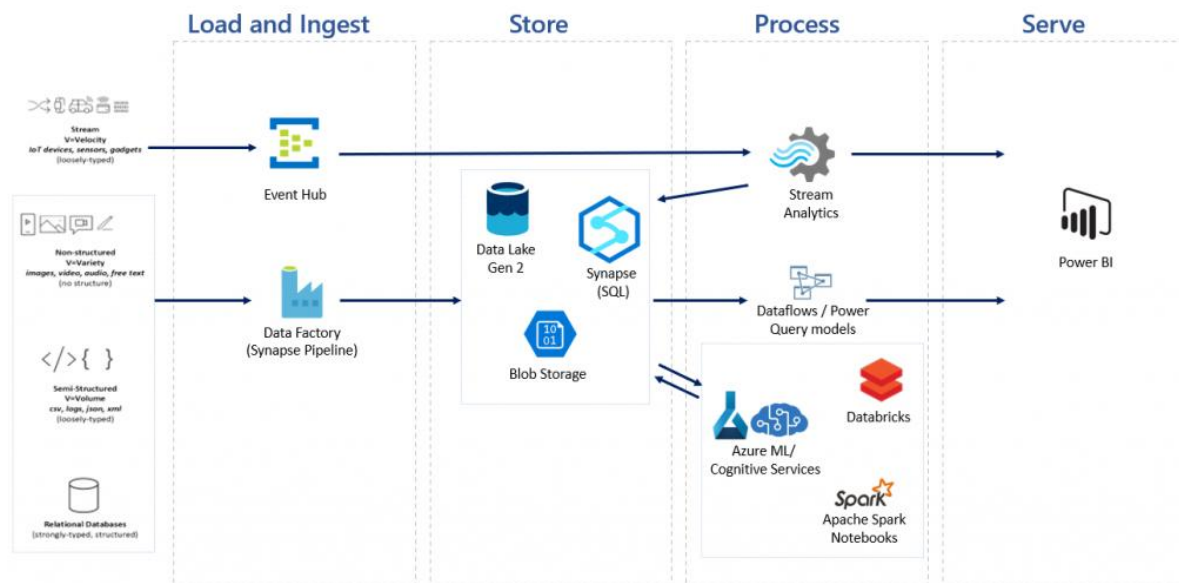 Load and Ingest
Store
Process
Serve
Stream
V=Velocity
IoT devices, sensors, gadgets
(loosely-typed)
Event Hub
Stream
Analytics
Non-structured
V=Variety
images, video, audio, free text
(no structure)
Data Factory
(Synapse Pipeline)
Data Lake
Gen 2
Synapse
(SQL)
10
01
Blob Storage
Dataflows / Power
Query models
Power BI
</>{ }
Semi-Structured
V=Volume
csv, logs, json, xml
(loosely-typed)
Databricks
Azure ML/
Cognitive Services
Spark
Apache Spark
Notebooks
Relational Databases
(strongly-typed, structured)